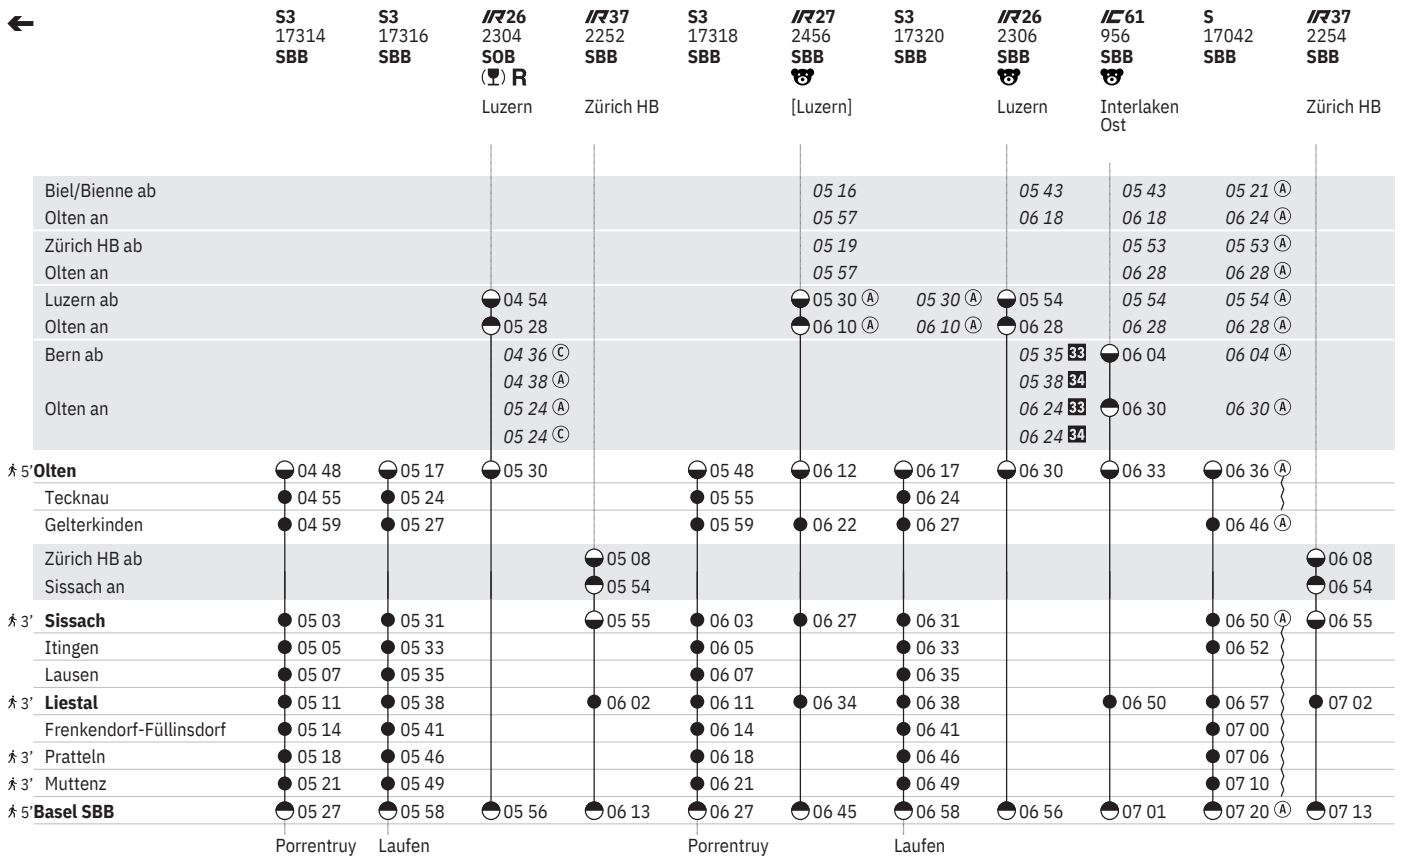 S3 S3 IR26 IR37 S3 IR27 S3 IR26 IC61 S IR37
17314 17316 2304 2252 17318 2456 17320 2306 956 17042 2254
SBB SBB SOB SBB SBB SBB SBB SBB SBB SBB SBB
R
Luzern Zürich HB [Luzern] Luzern Interlaken Zürich HB
Ost
Biel/Bienne ab 05 16 05 43 05 43 05 21 A
Olten an 05 57 06 18 06 18 06 24 A
Zürich HB ab 05 19 05 53 05 53 A
Olten an 05 57 06 28 06 28 A
Luzern ab 04 54 05 30 A 05 30 A 05 54 05 54 05 54 A
Olten an 05 28 06 10 A 06 10 A 06 28 06 28 06 28 A
Bern ab 04 36 C 05 35 33 06 04 06 04 A
04 38 A 05 38 34
Olten an 05 24 A 06 24 33 06 30 06 30 A
05 24 C 06 24 34
5' Olten 04 48 05 17 05 30 05 48 06 12 06 17 06 30 06 33 06 36 A
Tecknau 04 55 05 24 05 55 06 24
Gelterkinden 04 59 05 27 05 59 06 22 06 27 06 46 A
Zürich HB ab 05 08 06 08
Sissach an 05 54 06 54
3' Sissach 05 03 05 31 05 55 06 03 06 27 06 31 06 50 A 06 55
Itingen 05 05 05 33 06 05 06 33 06 52
Lausen 05 07 05 35 06 07 06 35
3' Liestal 05 11 05 38 06 02 06 11 06 34 06 38 06 50 06 57 07 02
Frenkendorf-Füllinsdorf 05 14 05 41 06 14 06 41 07 00
3' Pratteln 05 18 05 46 06 18 06 46 07 06
3' Muttenz 05 21 05 49 06 21 06 49 07 10
5' Basel SBB 05 27 05 58 05 56 06 13 06 27 06 45 06 58 06 56 07 01 07 20 A 07 13
Porrentruy Laufen Porrentruy Laufen